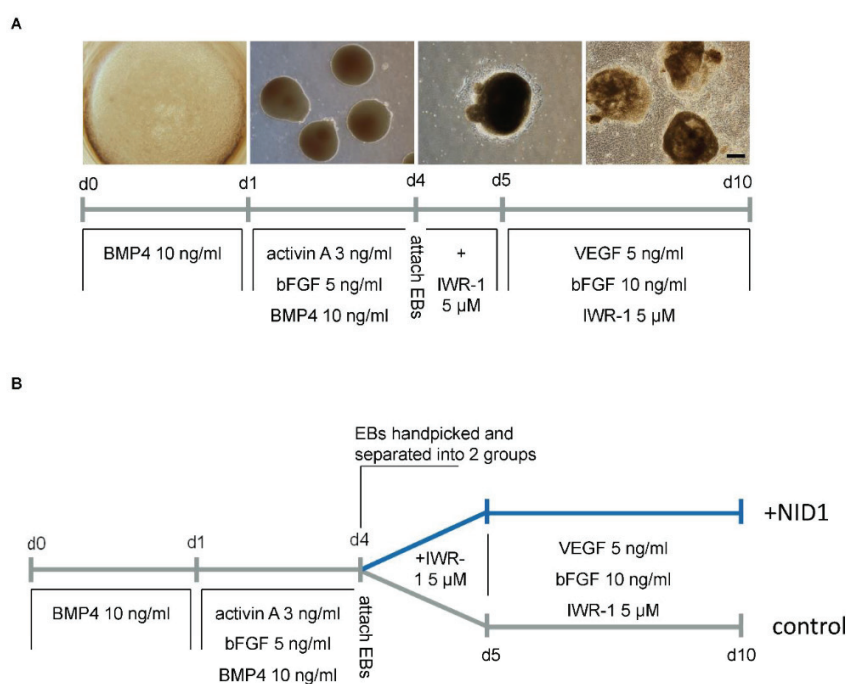 A
d0
d1
d4
d5
d10
BMP4 10 ng/ml
activin A 3 ng/ml
bFGF 5 ng/ml
BMP4 10 ng/ml
attach EBs
+
IWR-1
5 µM
VEGF 5 ng/ml
bFGF 10 ng/ml
IWR-1 5 µM
B
EBs handpicked and
separated into 2 groups
d0
d1
d4
BMP4 10 ng/ml
activin A 3 ng/ml
bFGF 5 ng/ml
BMP4 10 ng/ml
attach EBs
+IWR-
1 5 µM
+NID1
VEGF 5 ng/ml
bFGF 10 ng/ml
IWR-1 5 µM
control
d5
d10